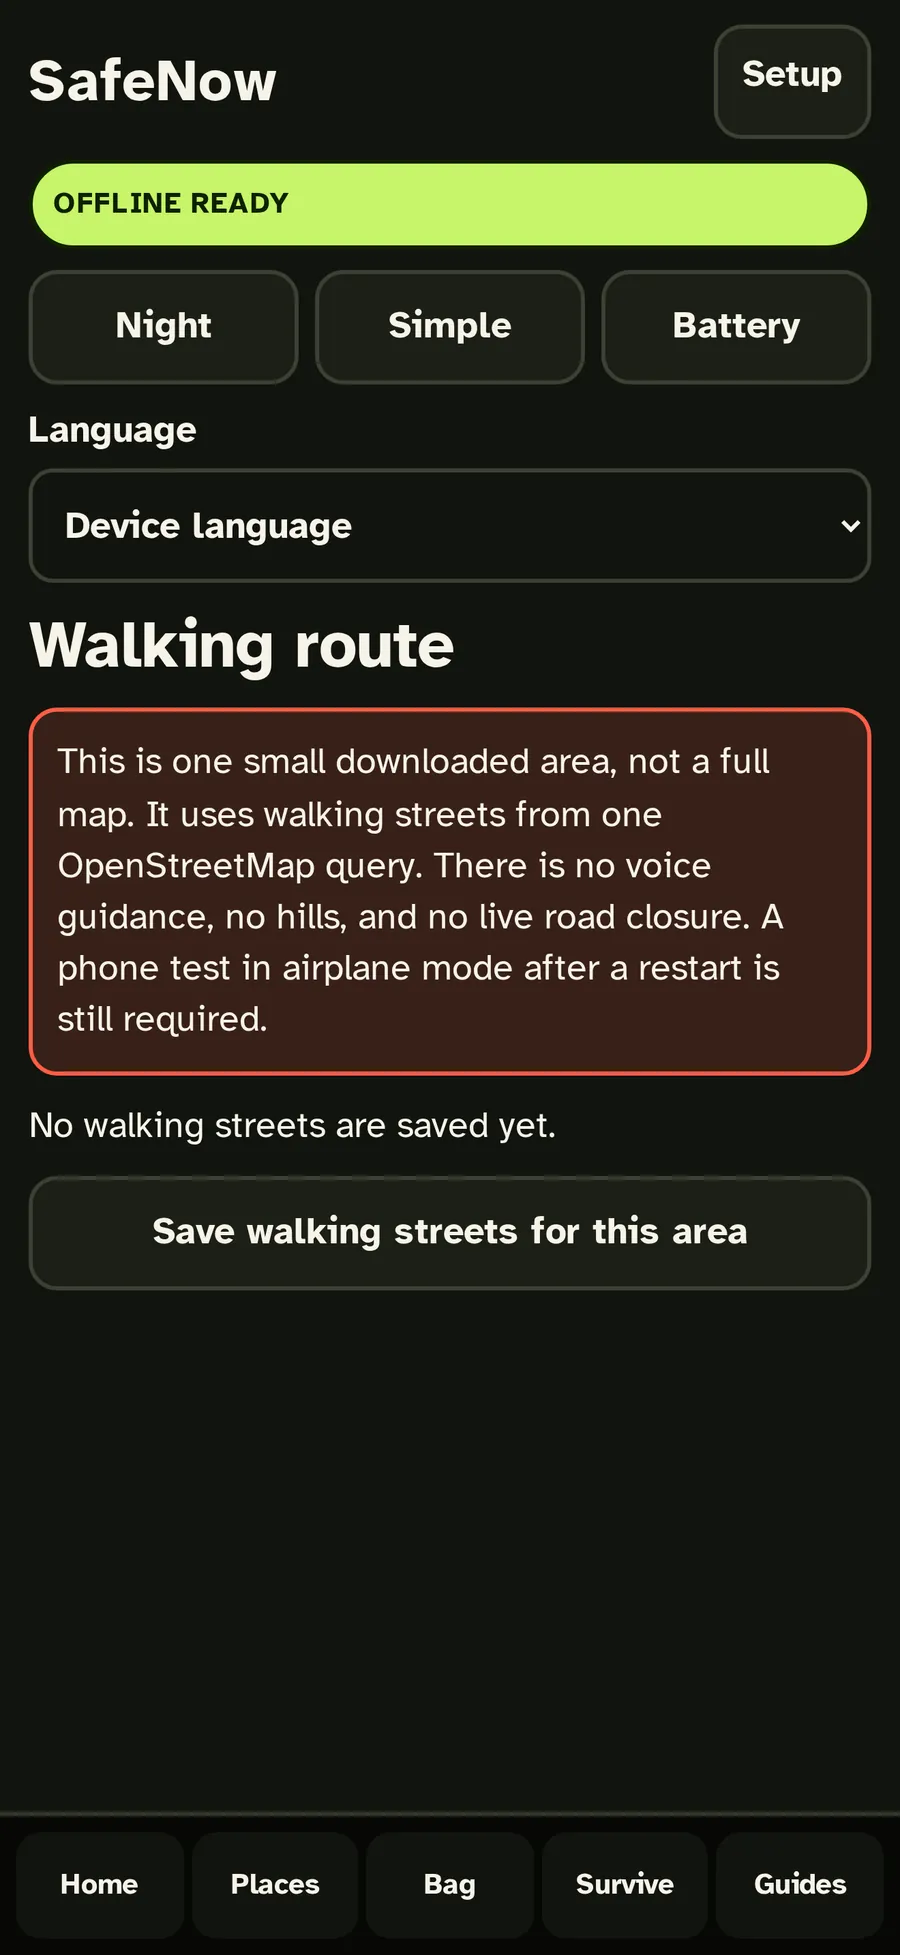 SafeNow
Setup
OFFLINE READY
Night
Simple
Battery
Language
Device language
Walking route
This is one small downloaded area, not a full
map. It uses walking streets from one
OpenStreetMap query. There is no voice
guidance, no hills, and no live road closure. A
phone test in airplane mode after a restart is
still required.
No walking streets are saved yet.
Save walking streets for this area
Home
Places
Bag
Survive
Guides